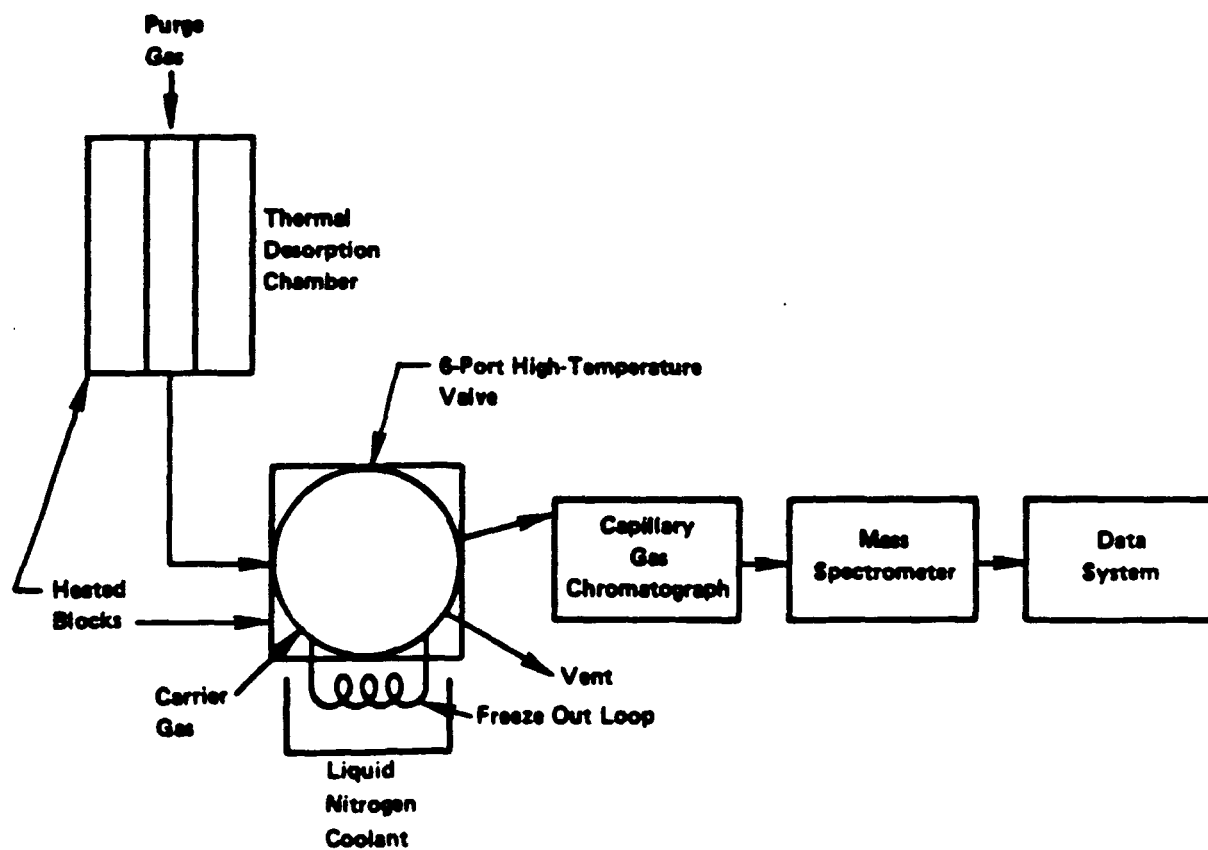 Purge
Gas
Thermal
Desorption
Chamber
6-Port High-Temperature
Valve
Capillary
Gas
Chromatograph
Mass
Spectrometer
Data
System
Heated
Blocks
Carrier
Gas
Vent
Freeze Out Loop
Liquid
Nitrogen
Coolant